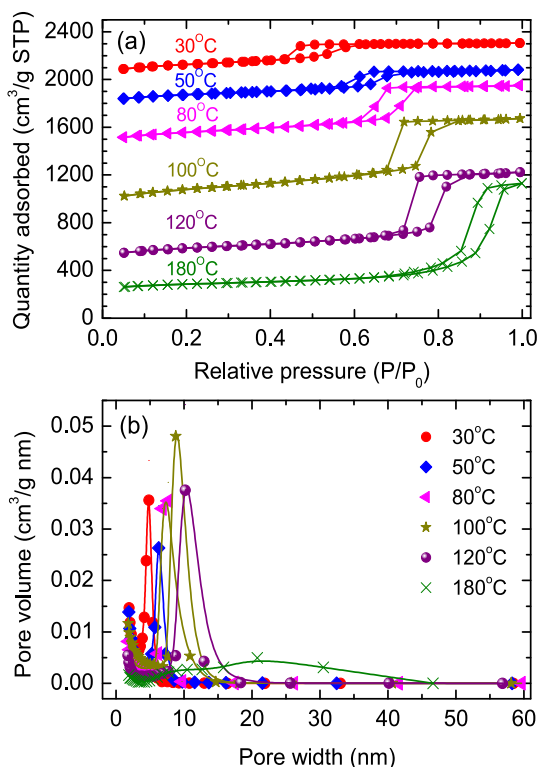 (a)
30°C
50°C
80°C
100°C
120°C
180°C
2400
2000
1600
1200
800
400
0
0.0 0.2 0.4 0.6 0.8 1.0
Quantity adsorbed (cm³/g STP)
Relative pressure (P/P₀)
(b)
30°C
50°C
80°C
100°C
120°C
180°C
0.05
0.04
0.03
0.02
0.01
0.00
0 10 20 30 40 50 60
Pore volume (cm³/g nm)
Pore width (nm)